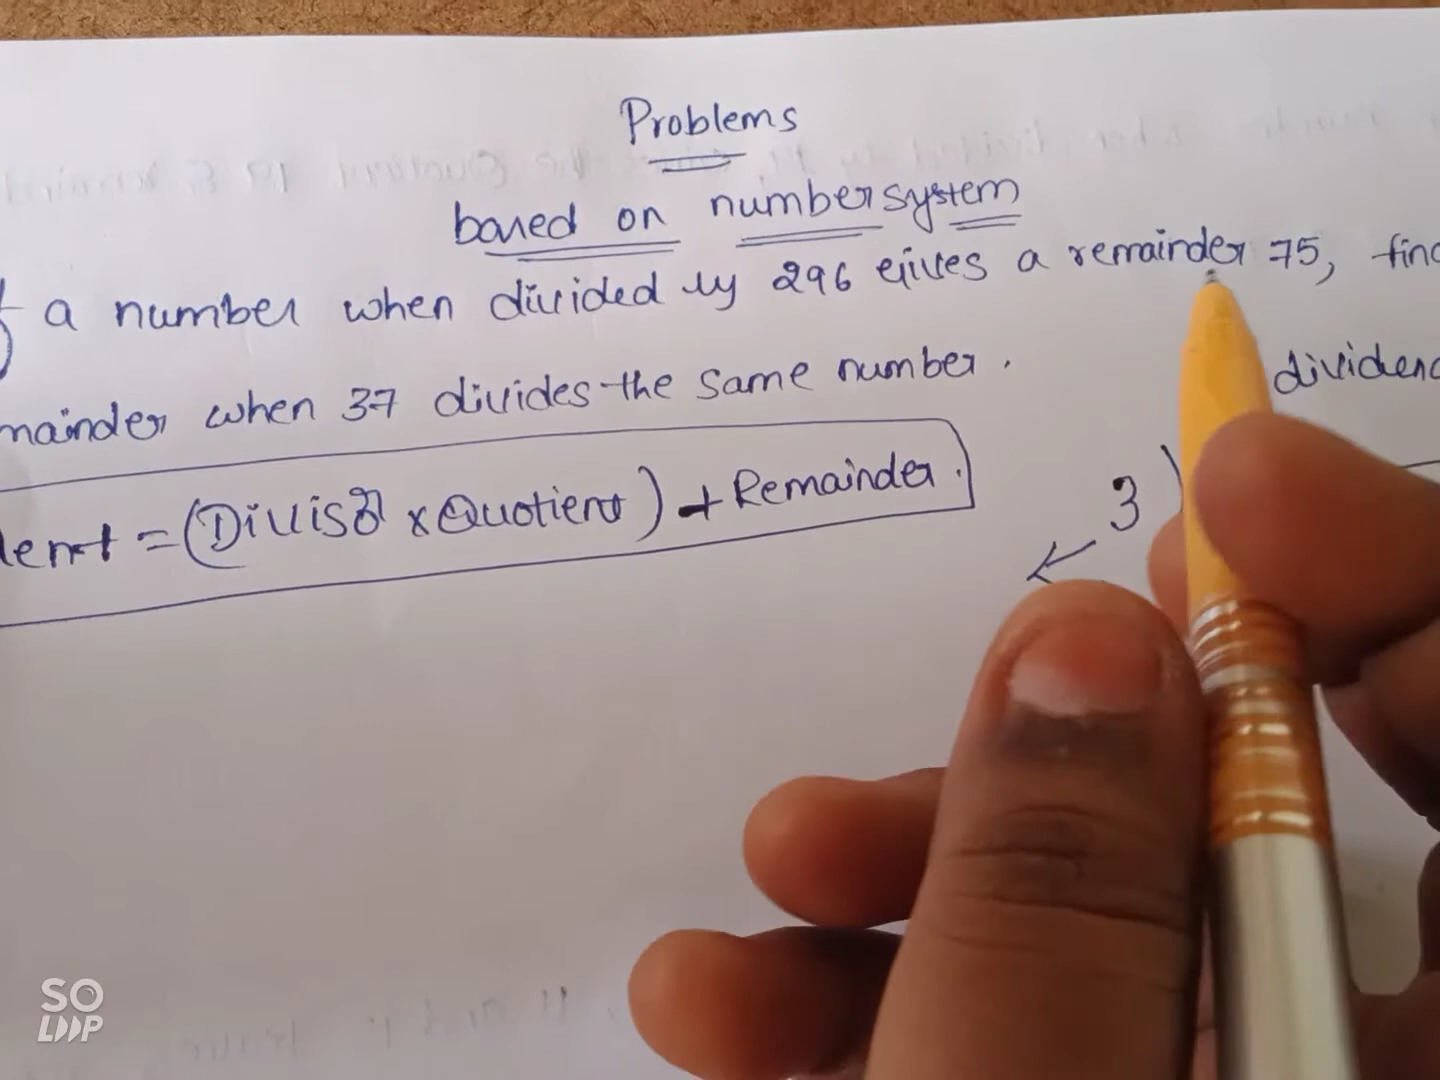 Problems
based on number system
a number when divided by 296 gives a remainder 75, find
mainder when 37 divides the same number.
dividend
dent = (Divisor x Quotient) + Remainder.
3
SO
LOOP